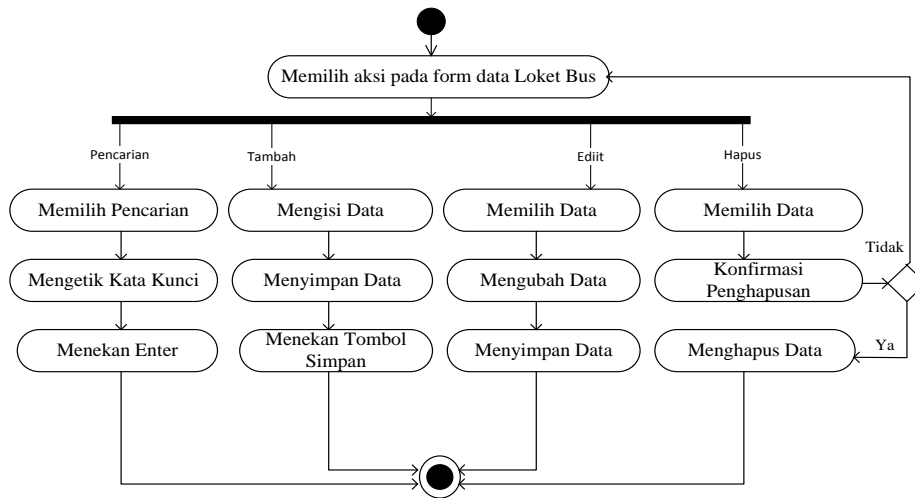 Memilih aksi pada form data Loket Bus
Pencarian
Tambah
Ediit
Hapus
Memilih Pencarian
Mengisi Data
Memilih Data
Memilih Data
Tidak
Mengetik Kata Kunci
Menyimpan Data
Mengubah Data
Konfirmasi
Penghapusan
Menekan Enter
Menekan Tombol
Simpan
Menyimpan Data
Menghapus Data
Ya